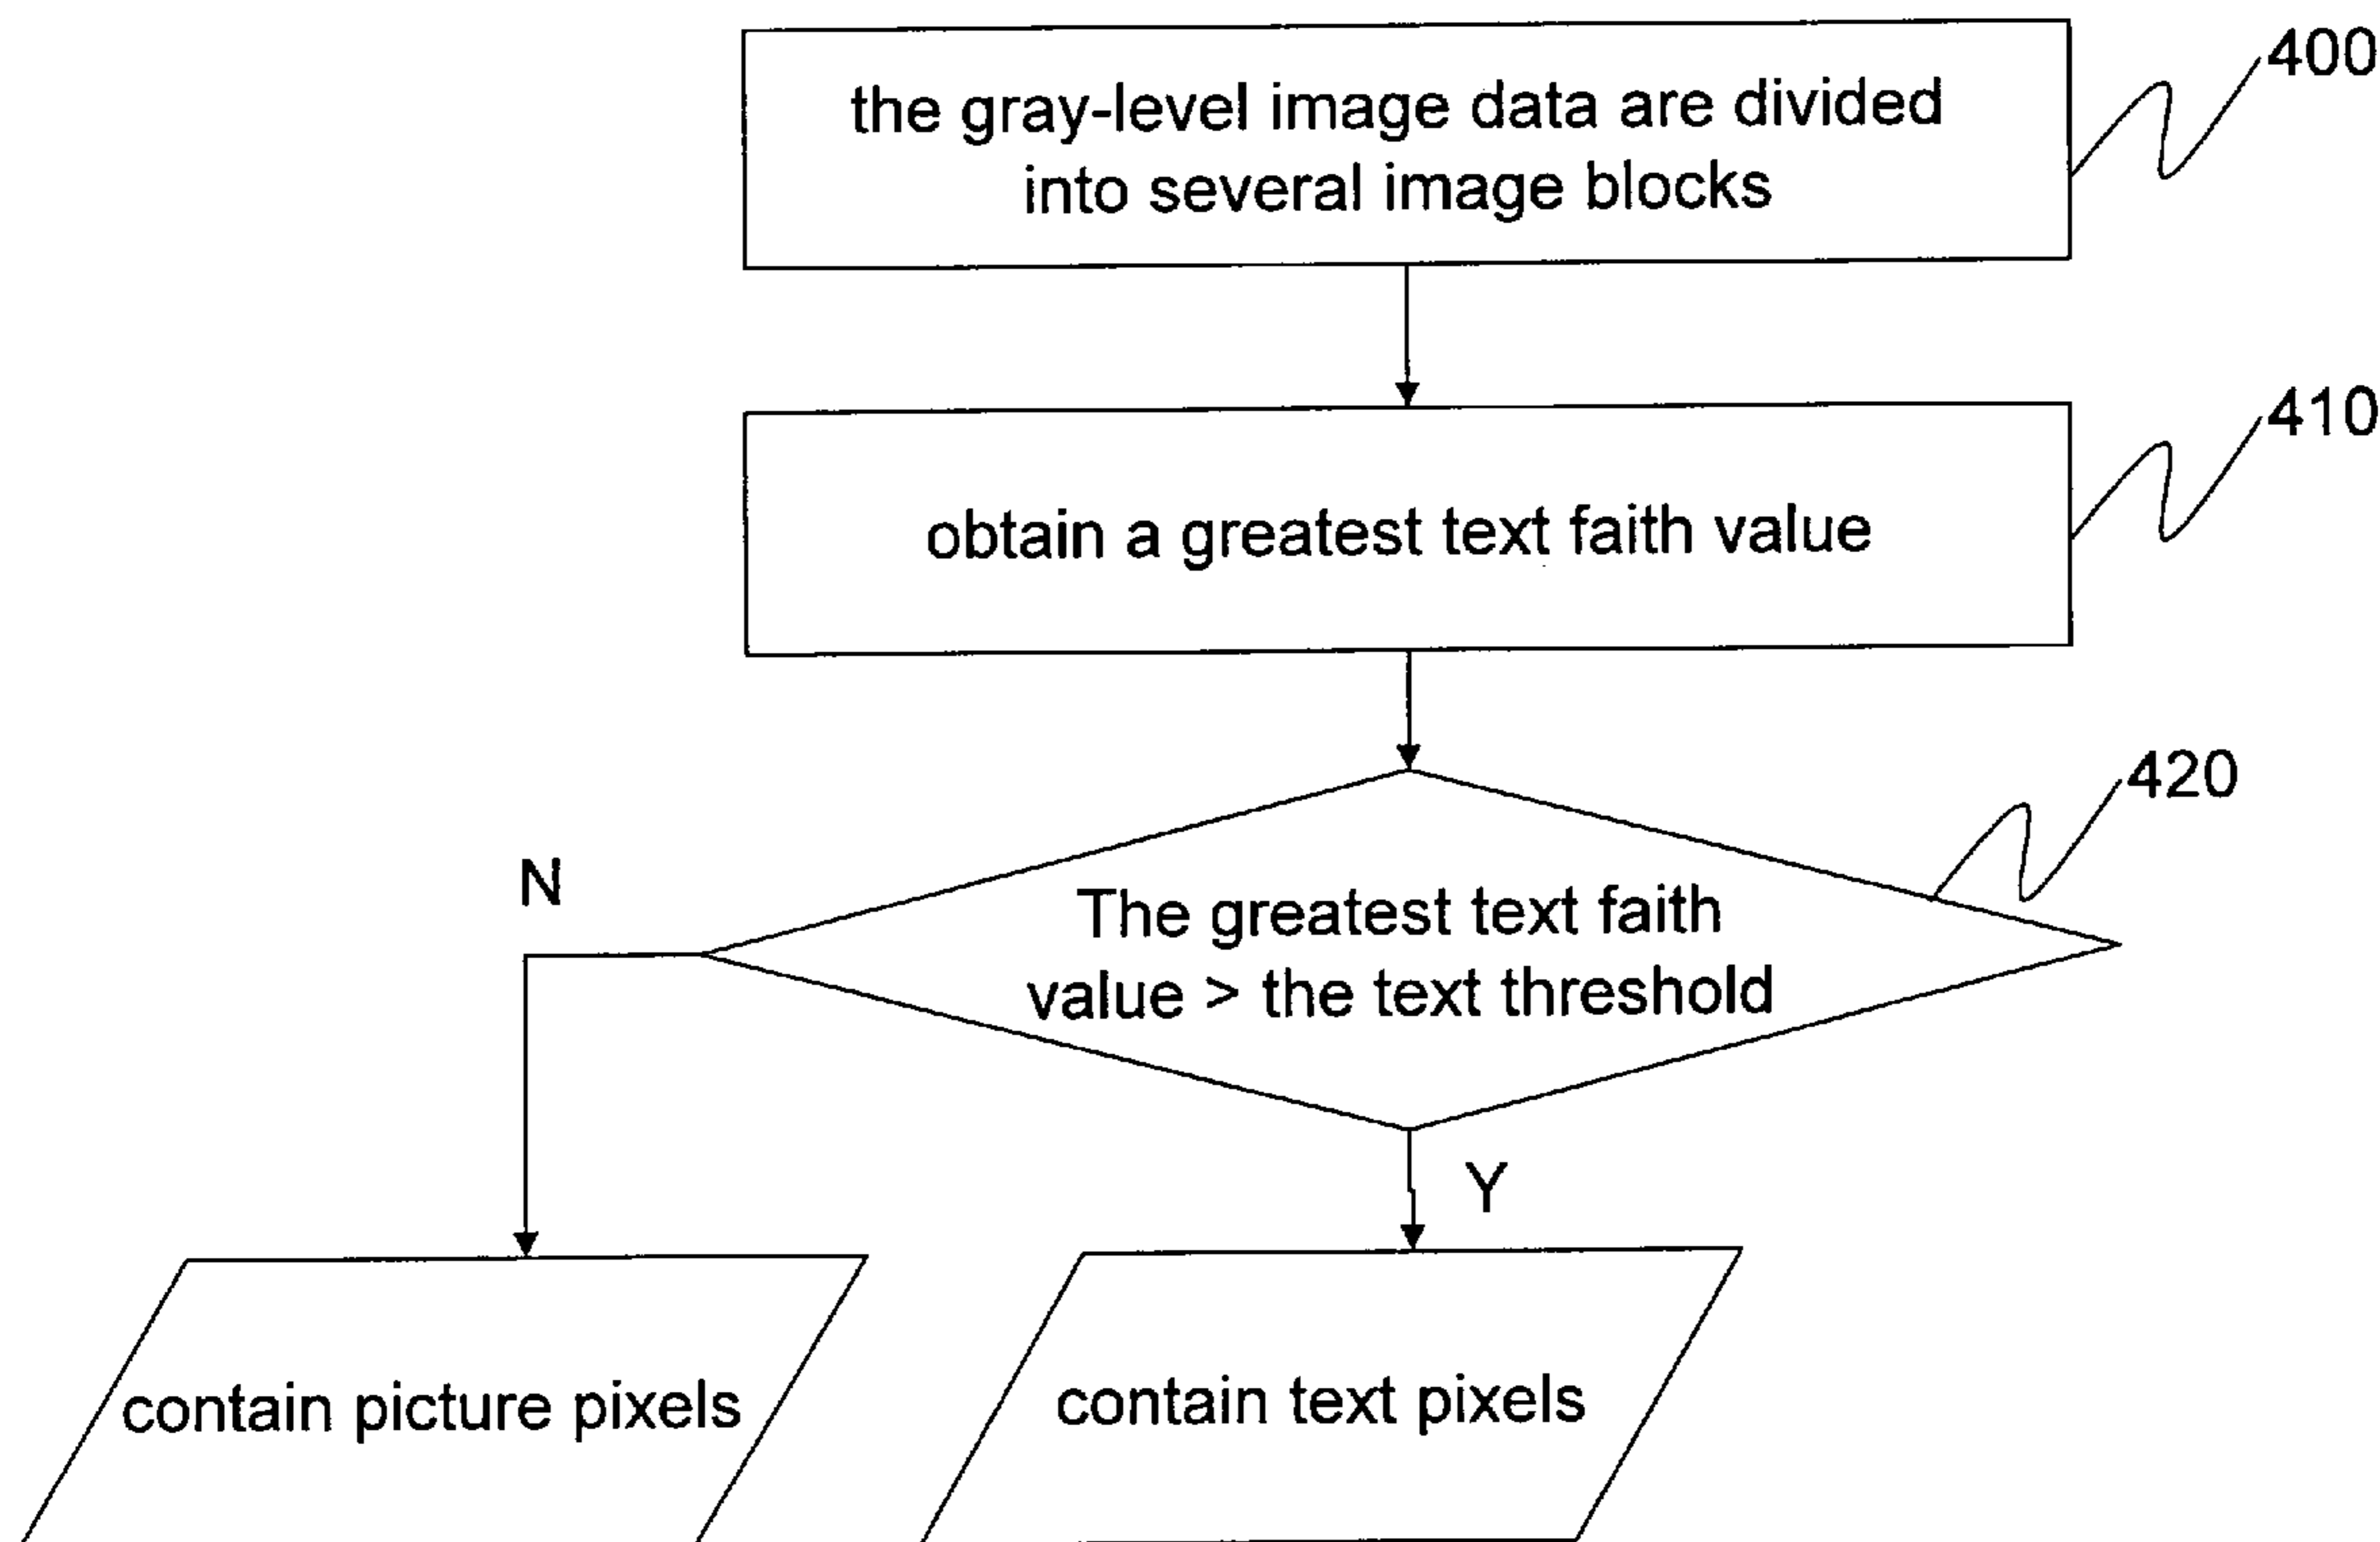 400
the gray-level image data are divided
into several image blocks
410
obtain a greatest text faith value
420
N
The greatest text faith
value > the text threshold
Y
contain picture pixels
contain text pixels